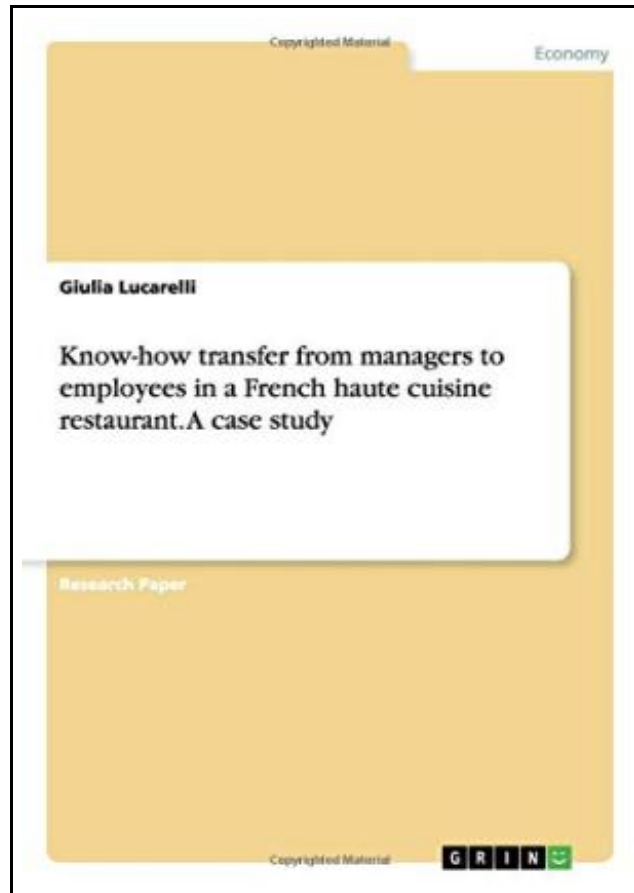 Copyrighted Material
Economy
Giulia Lucarelli
Know-how transfer from managers to
employees in a French haute cuisine
restaurant. A case study
Research Paper
Copyrighted Material
GRIN